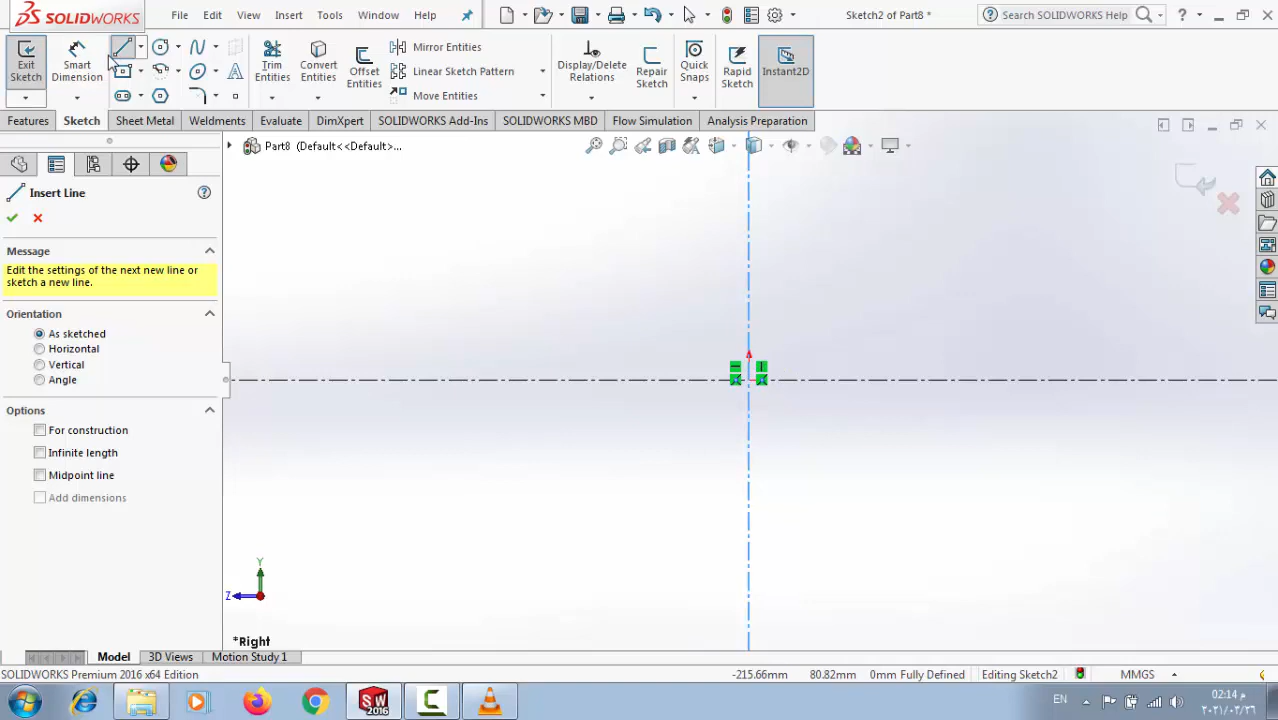 SOLIDWORKS File Edit View Insert Tools Window Help Sketch2 of Part8 * Search SOLIDWORKS Help ?
Exit Sketch
Smart Dimension
Trim Entities
Convert Entities
Offset Entities
Mirror Entities
Linear Sketch Pattern
Move Entities
Display/Delete Relations
Repair Sketch
Quick Snaps
Rapid Sketch
Instant2D
Features Sketch Sheet Metal Weldments Evaluate DimXpert SOLIDWORKS Add-Ins SOLIDWORKS MBD Flow Simulation Analysis Preparation
Part8 (Default<<Default>...
Insert Line ?
Message
Edit the settings of the next new line or
sketch a new line.
Orientation
As sketched
Horizontal
Vertical
Angle
Options
For construction
Infinite length
Midpoint line
Add dimensions
Y
Z
*Right
Model 3D Views Motion Study 1
SOLIDWORKS Premium 2016 x64 Edition -215.66mm 80.82mm 0mm Fully Defined Editing Sketch2 MMGS
SW 2016
EN
02:14 م
٢٠٢١/٠٣/٢٦